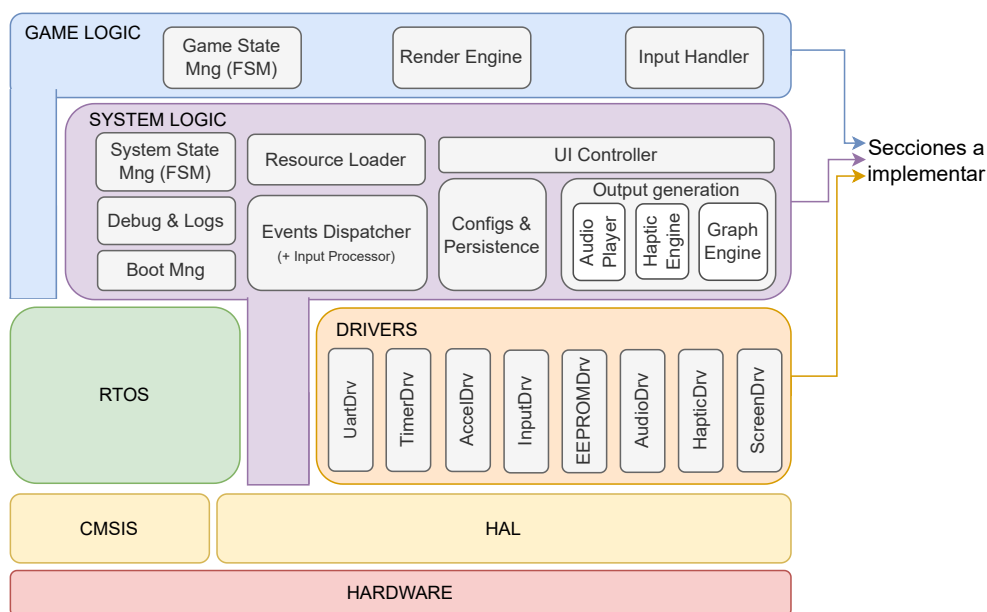 GAME LOGIC
Game State
Mng (FSM)
Render Engine
Input Handler
SYSTEM LOGIC
System State
Mng (FSM)
Resource Loader
UI Controller
Debug & Logs
Boot Mng
Events Dispatcher
(+ Input Processor)
Configs &
Persistence
Output generation
Audio
Player
Haptic
Engine
Graph
Engine
Secciones a
implementar
RTOS
DRIVERS
UartDrv
TimerDrv
AccelDrv
InputDrv
EEPROMDrv
AudioDrv
HapticDrv
ScreenDrv
CMSIS
HAL
HARDWARE